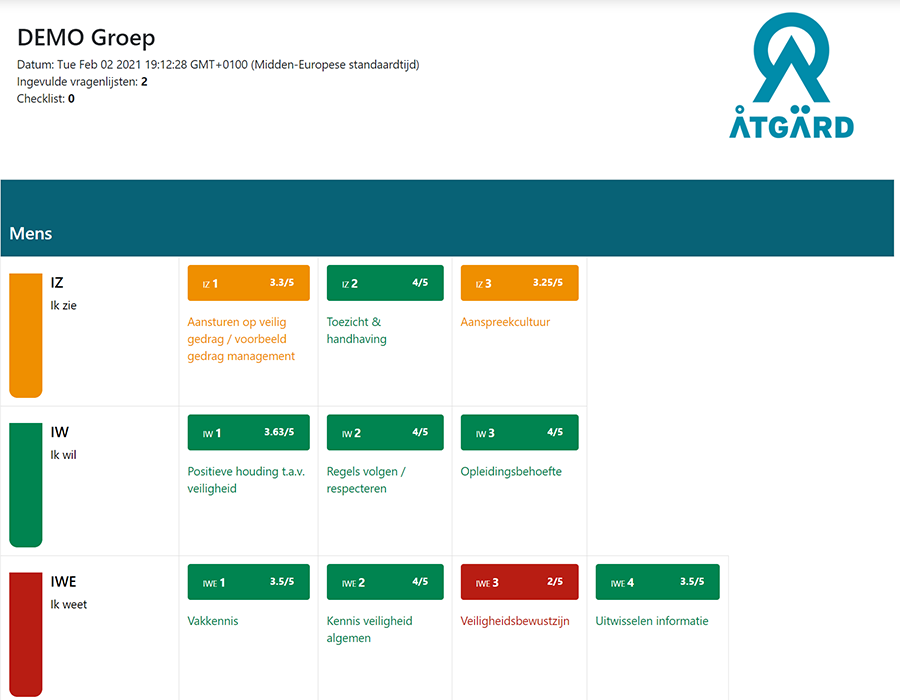 DEMO Groep
Datum: Tue Feb 02 2021 19:12:28 GMT+0100 (Midden-Europese standaardtijd)
Ingevulde vragenlijsten: 2
Checklist: 0
ÅTGÄRD
Mens
IZ
Ik zie
IZ 1 3.3/5
Aansturen op veilig
gedrag / voorbeeld
gedrag management
IZ 2 4/5
Toezicht &
handhaving
IZ 3 3.25/5
Aanspreekcultuur
IW
Ik wil
IW 1 3.63/5
Positieve houding t.a.v.
veiligheid
IW 2 4/5
Regels volgen /
respecteren
IW 3 4/5
Opleidingsbehoefte
IWE
Ik weet
IWE 1 3.5/5
Vakkennis
IWE 2 4/5
Kennis veiligheid
algemen
IWE 3 2/5
Veiligheidsbewustzijn
IWE 4 3.5/5
Uitwisselen informatie